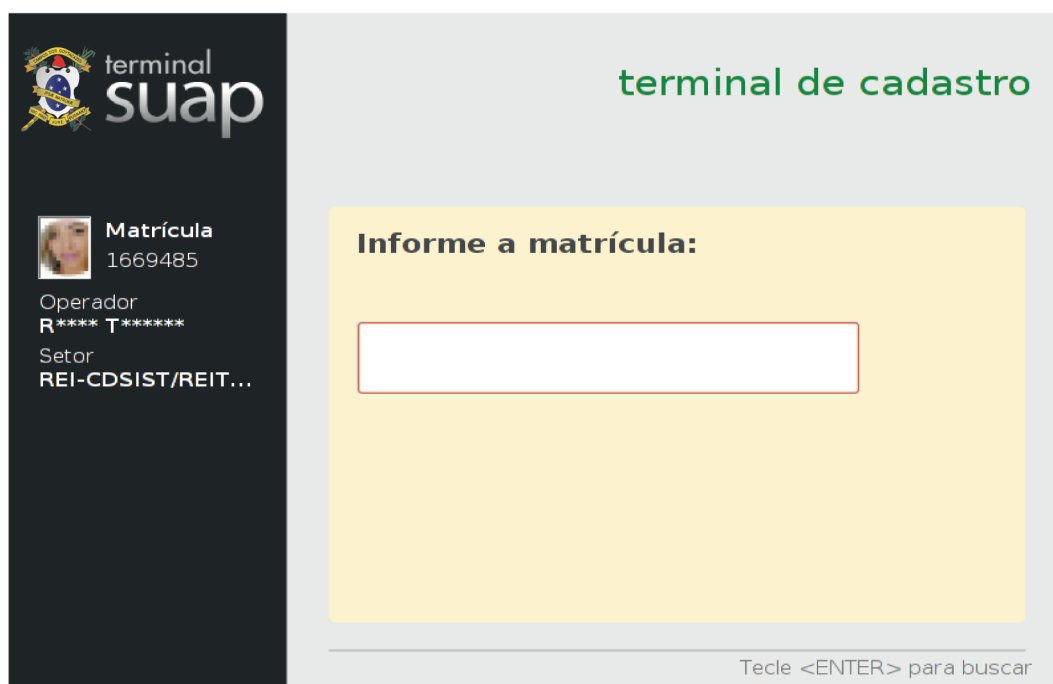 terminal
suap
terminal de cadastro
Matrícula
1669485
Operador
R**** T******
Setor
REI-CDSIST/REIT...
Informe a matrícula:
Tecle <ENTER> para buscar